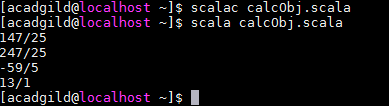 [acadgild@localhost ~]$ scalac calcObj.scala
[acadgild@localhost ~]$ scala calcObj.scala
147/25
247/25
-59/5
13/1
[acadgild@localhost ~]$